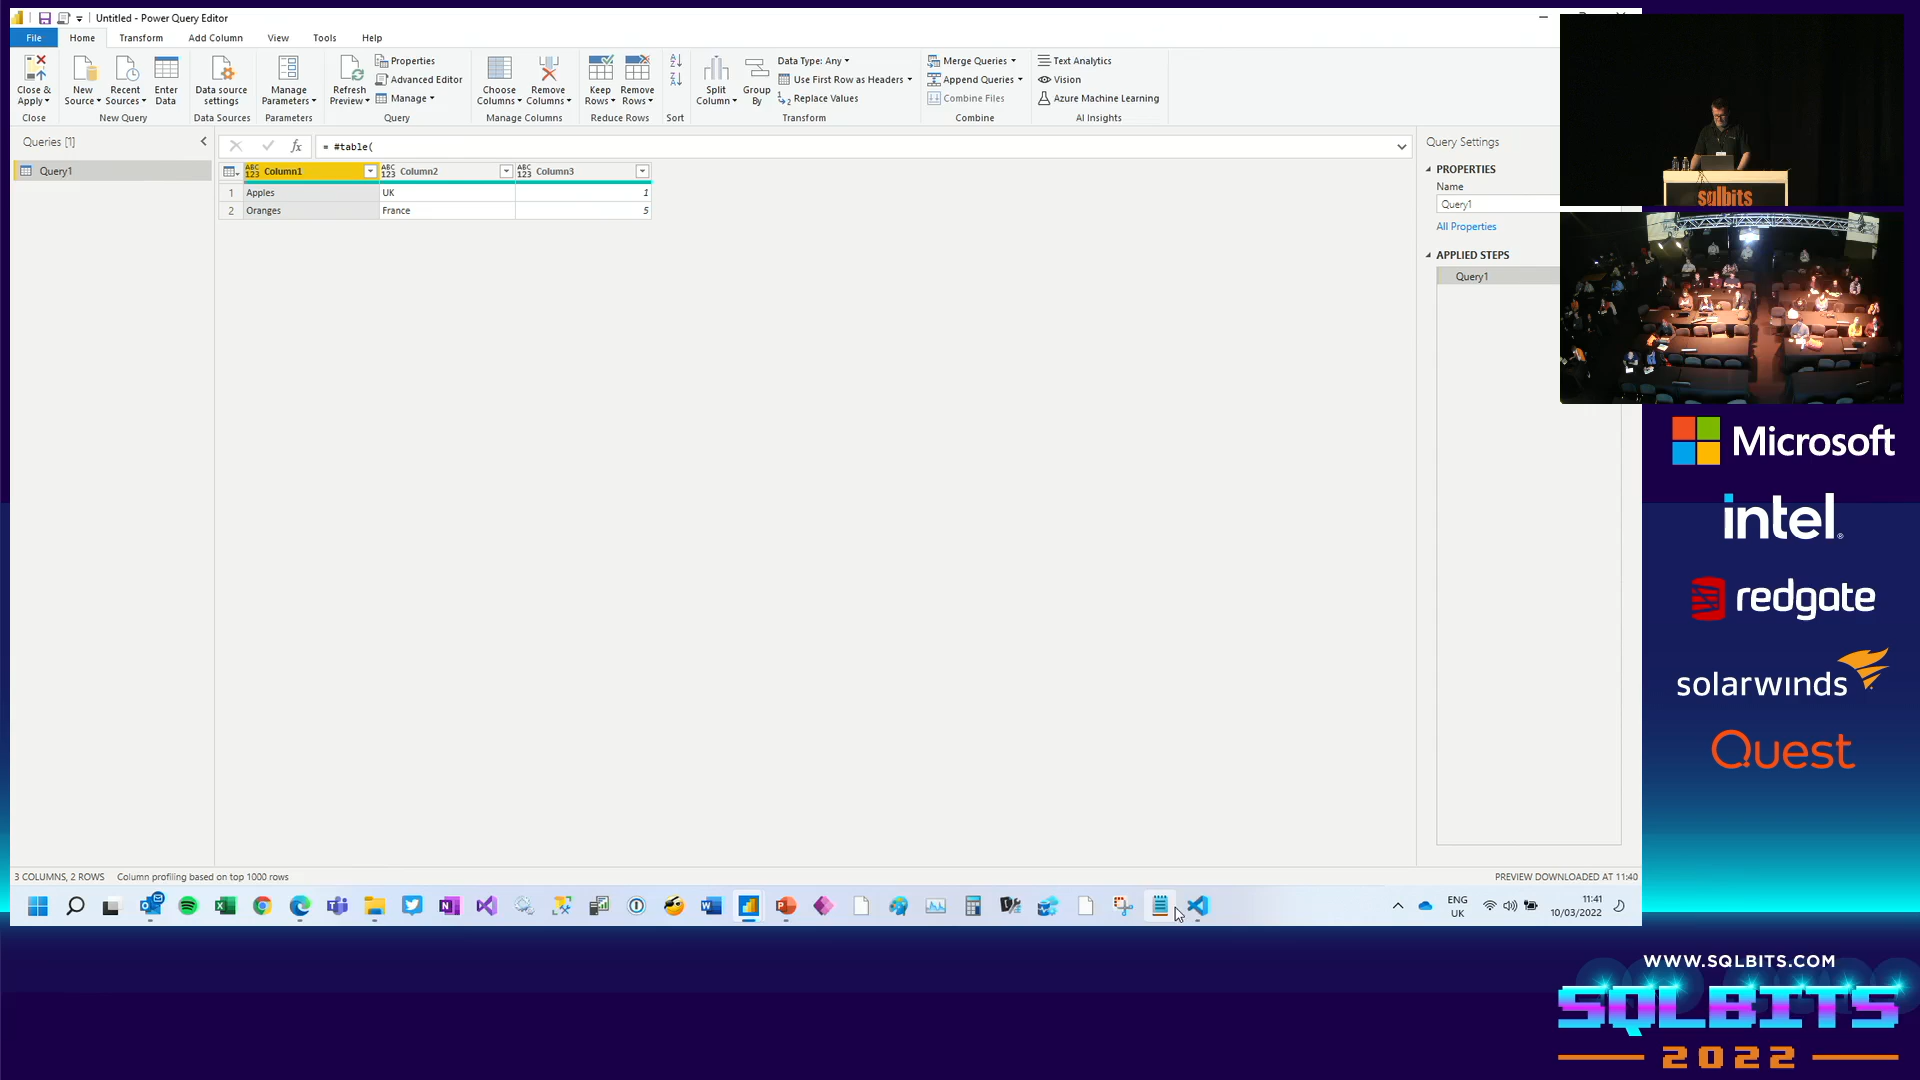 Untitled - Power Query Editor
File Home Transform Add Column View Tools Help
Close & Apply
New Source
Recent Sources
Enter Data
Data source settings
Manage Parameters
Refresh Preview
Properties
Advanced Editor
Manage
Choose Columns
Remove Columns
Keep Rows
Remove Rows
Split Column
Group By
Data Type: Any
Use First Row as Headers
Replace Values
Merge Queries
Append Queries
Combine Files
Text Analytics
Vision
Azure Machine Learning
Close New Query Data Sources Parameters Query Manage Columns Reduce Rows Sort Transform Combine AI Insights
Queries [1]
Query1
fx = #table(
ABC 123 Column1 ABC 123 Column2 ABC 123 Column3
1 Apples UK 1
2 Oranges France 5
Query Settings
PROPERTIES
Name
Query1
All Properties
APPLIED STEPS
Query1
sqlbits
Microsoft
intel
redgate
solarwinds
Quest
3 COLUMNS, 2 ROWS Column profiling based on top 1000 rows
PREVIEW DOWNLOADED AT 11:40
ENG UK
11:41
10/03/2022
WWW.SQLBITS.COM
SQLBITS
2022